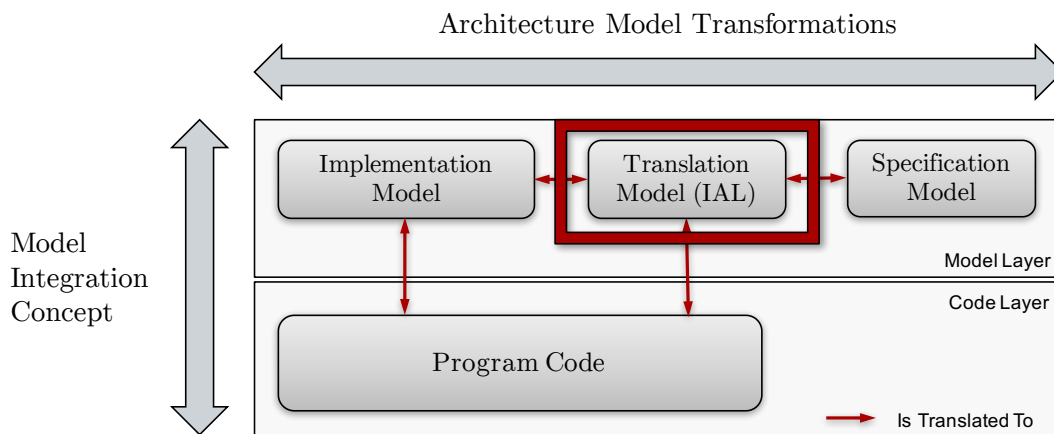 Architecture Model Transformations
Implementation
Model
Translation
Model (IAL)
Specification
Model
Model
Integration
Concept
Model Layer
Code Layer
Program Code
Is Translated To